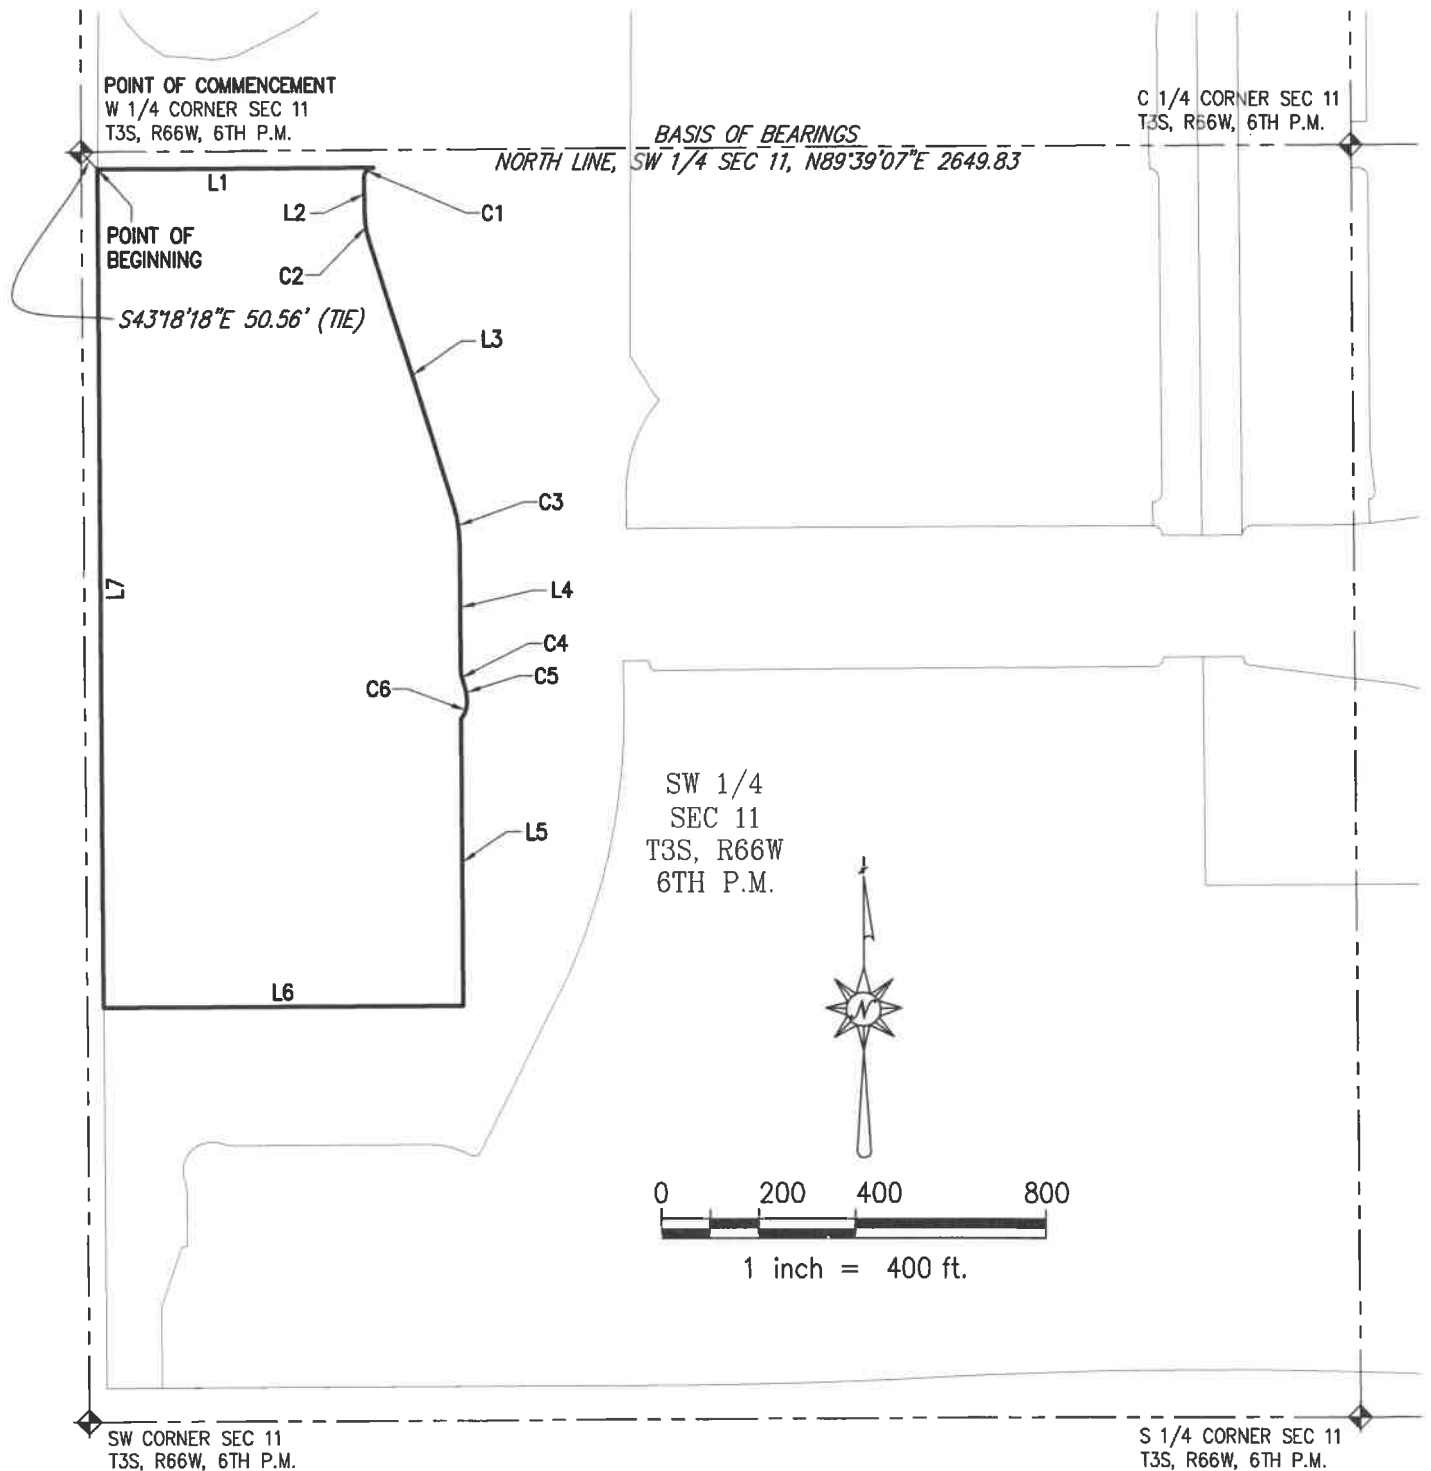 POINT OF COMMENCEMENT
W 1/4 CORNER SEC 11
T3S, R66W, 6TH P.M.
C 1/4 CORNER SEC 11
T3S, R66W, 6TH P.M.
BASIS OF BEARINGS
NORTH LINE, SW 1/4 SEC 11, N89°39'07"E 2649.83
L1
L2
C1
POINT OF
BEGINNING
C2
S43°18'18"E 50.56' (TIE)
L3
C3
L7
L4
C4
C5
C6
SW 1/4
SEC 11
T3S, R66W
6TH P.M.
L5
L6
N
0 200 400 800
1 inch = 400 ft.
SW CORNER SEC 11
T3S, R66W, 6TH P.M.
S 1/4 CORNER SEC 11
T3S, R66W, 6TH P.M.